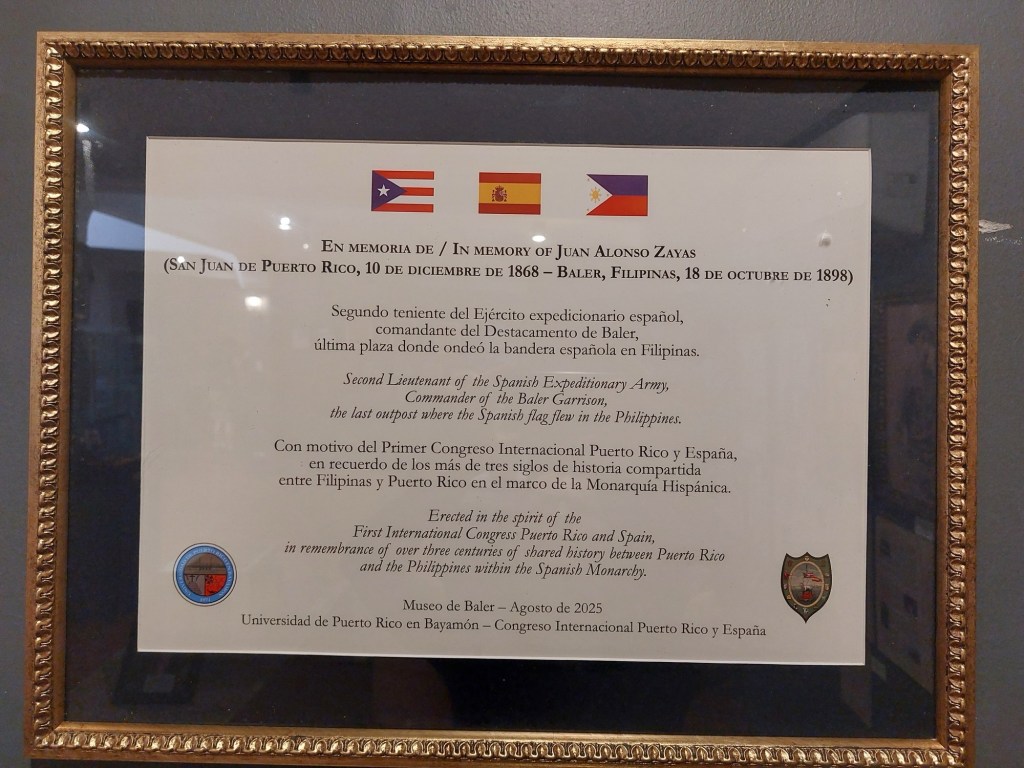 En memoria de / In memory of Juan Alonso Zayas
(San Juan de Puerto Rico, 10 de diciembre de 1868 – Baler, Filipinas, 18 de octubre de 1898)
Segundo teniente del Ejército expedicionario español,
comandante del Destacamento de Baler,
última plaza donde ondeó la bandera española en Filipinas.
Second Lieutenant of the Spanish Expeditionary Army,
Commander of the Baler Garrison,
the last outpost where the Spanish flag flew in the Philippines.
Con motivo del Primer Congreso Internacional Puerto Rico y España,
en recuerdo de los más de tres siglos de historia compartida
entre Filipinas y Puerto Rico en el marco de la Monarquía Hispánica.
Erected in the spirit of the
First International Congress Puerto Rico and Spain,
in remembrance of over three centuries of shared history between Puerto Rico
and the Philippines within the Spanish Monarchy.
Museo de Baler – Agosto de 2025
Universidad de Puerto Rico en Bayamón – Congreso Internacional Puerto Rico y España